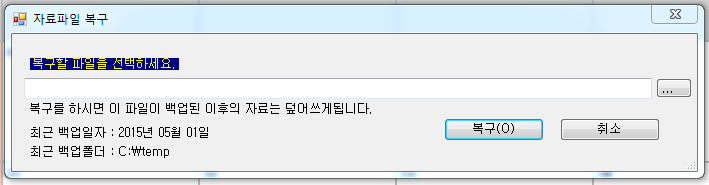 자료파일 복구
복구할 파일을 선택하세요.
...
복구를 하시면 이 파일이 백업된 이후의 자료는 덮어쓰게됩니다.
최근 백업일자 : 2015년 05월 01일
복구(O)
취소
최근 백업폴더 : C:\temp